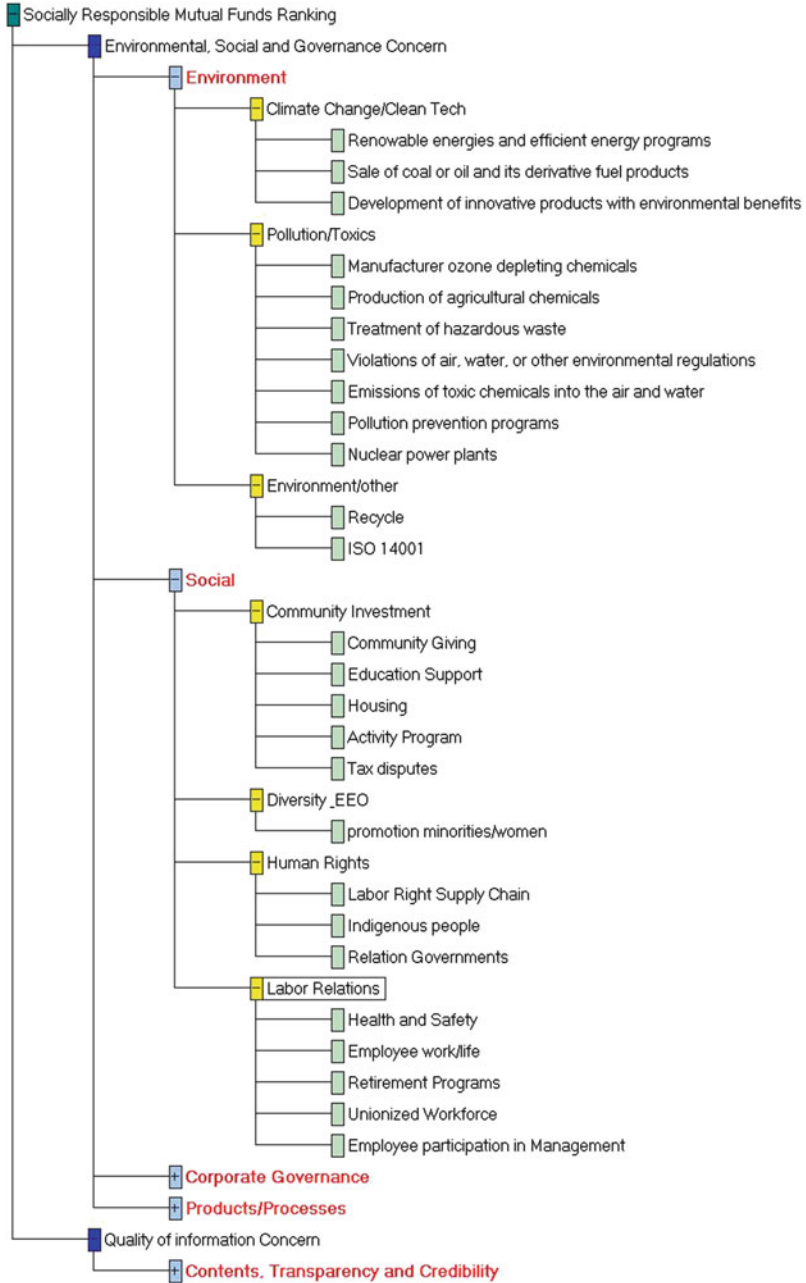 Socially Responsible Mutual Funds Ranking
Environmental, Social and Governance Concern
Environment
Climate Change/Clean Tech
Renewable energies and efficient energy programs
Sale of coal or oil and its derivative fuel products
Development of innovative products with environmental benefits
Pollution/Toxics
Manufacturer ozone depleting chemicals
Production of agricultural chemicals
Treatment of hazardous waste
Violations of air, water, or other environmental regulations
Emissions of toxic chemicals into the air and water
Pollution prevention programs
Nuclear power plants
Environment/other
Recycle
ISO 14001
Social
Community Investment
Community Giving
Education Support
Housing
Activity Program
Tax disputes
Diversity_EEO
promotion minorities/women
Human Rights
Labor Right Supply Chain
Indigenous people
Relation Governments
Labor Relations
Health and Safety
Employee work/life
Retirement Programs
Unionized Workforce
Employee participation in Management
Corporate Governance
Products/Processes
Quality of information Concern
Contents, Transparency and Credibility